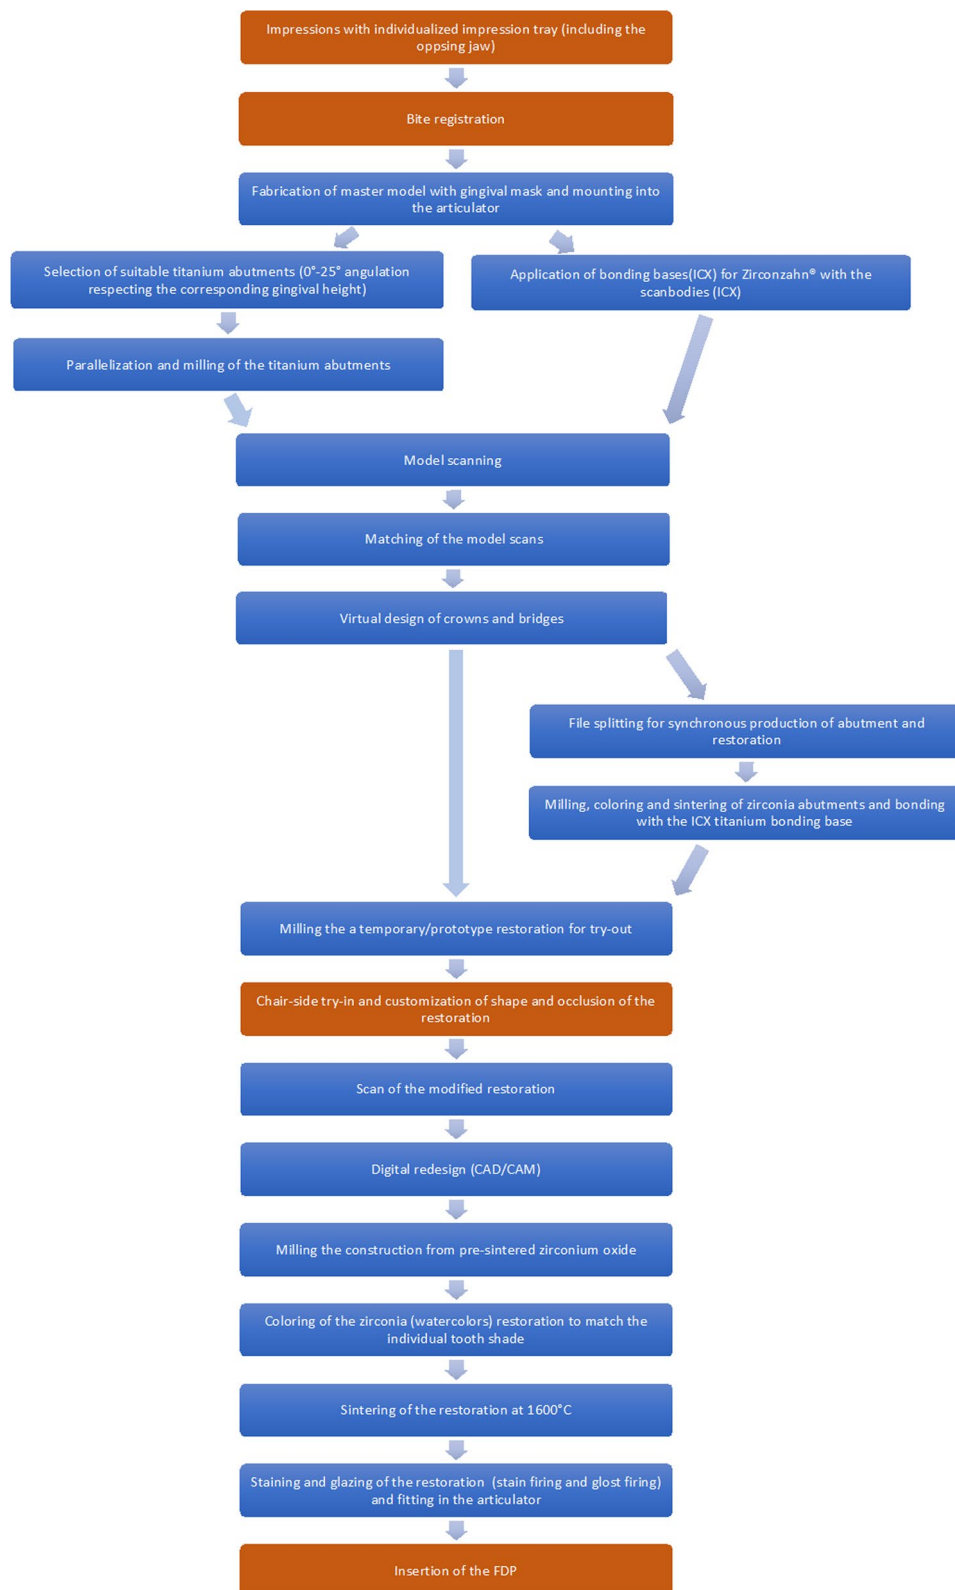 Impressions with individualized impression tray (including the
oppsing jaw)
Bite registration
Fabrication of master model with gingival mask and mounting into
the articulator
Selection of suitable titanium abutments (0°-25° angulation
respecting the corresponding gingival height)
Application of bonding bases(ICX) for Zirconzahn® with the
scanbodies (ICX)
Parallelization and milling of the titanium abutments
Model scanning
Matching of the model scans
Virtual design of crowns and bridges
File splitting for synchronous production of abutment and
restoration
Milling, coloring and sintering of zirconia abutments and bonding
with the ICX titanium bonding base
Milling the a temporary/prototype restoration for try-out
Chair-side try-in and customization of shape and occlusion of the
restoration
Scan of the modified restoration
Digital redesign (CAD/CAM)
Milling the construction from pre-sintered zirconium oxide
Coloring of the zirconia (watercolors) restoration to match the
individual tooth shade
Sintering of the restoration at 1600°C
Staining and glazing of the restoration (stain firing and glost firing)
and fitting in the articulator
Insertion of the FDP